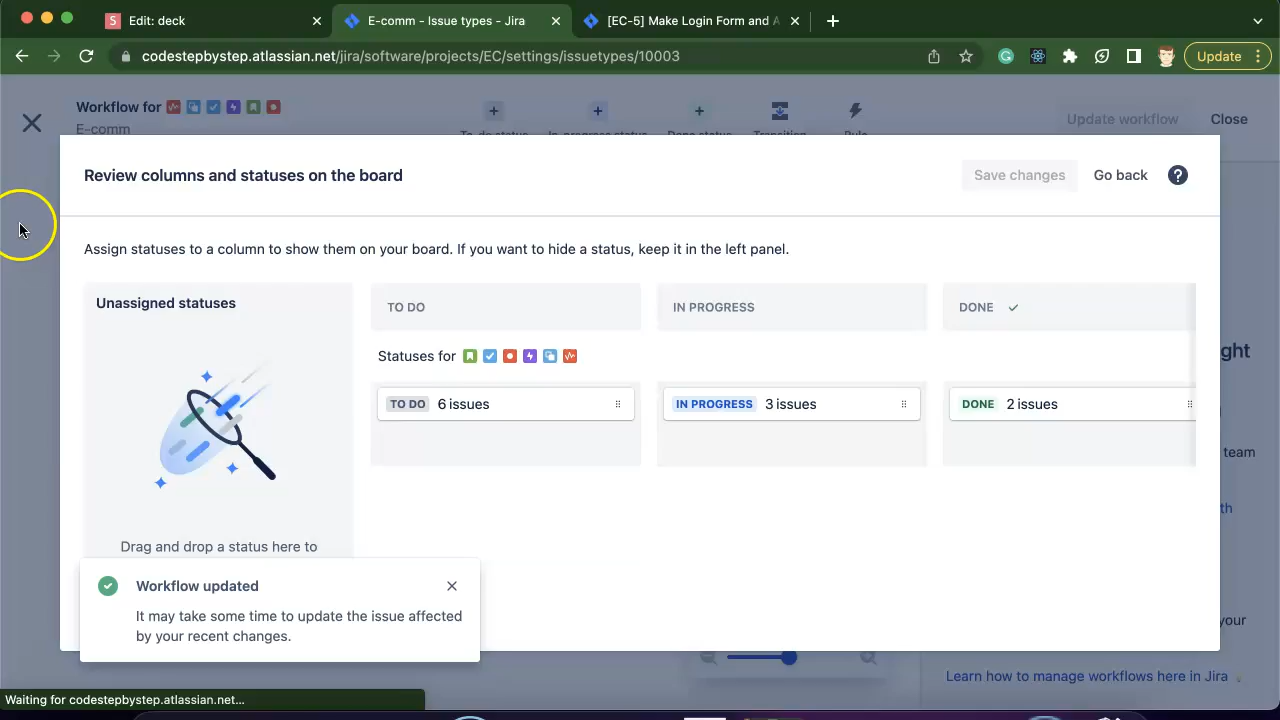 Edit: deck
E-comm - Issue types - Jira
[EC-5] Make Login Form and A
codestepbystep.atlassian.net/jira/software/projects/EC/settings/issuetypes/10003
Update
Workflow for
E-comm
To-do status
In-progress status
Done status
Transition
Rule
Update workflow
Close
Review columns and statuses on the board
Save changes
Go back
?
Assign statuses to a column to show them on your board. If you want to hide a status, keep it in the left panel.
Unassigned statuses
TO DO
IN PROGRESS
DONE
Statuses for
TO DO 6 issues
IN PROGRESS 3 issues
DONE 2 issues
Drag and drop a status here to
Workflow updated
It may take some time to update the issue affected
by your recent changes.
ght
team
th
your
Learn how to manage workflows here in Jira
Waiting for codestepbystep.atlassian.net...